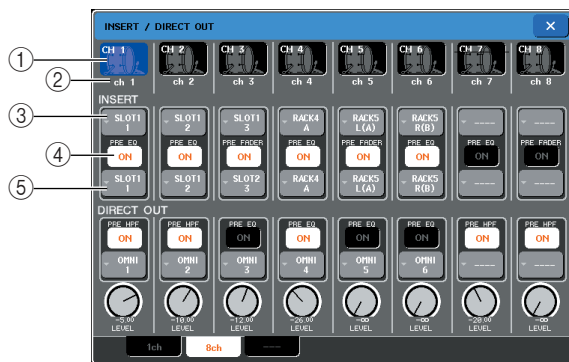 INSERT / DIRECT OUT
CH 1 CH 2 CH 3 CH 4 CH 5 CH 6 CH 7 CH 8
① 
② ch 1 ch 2 ch 3 ch 4 ch 5 ch 6 ch 7 ch 8
INSERT
③ SLOT1 1 SLOT1 2 SLOT1 3 RACK4 A RACK5 L(A) RACK5 R(B) ---- ----
PRE EQ PRE EQ PRE FADER PRE EQ PRE FADER PRE EQ PRE EQ PRE FADER
④ ON ON ON ON ON ON ON ON
⑤ SLOT1 1 SLOT1 2 SLOT2 3 RACK4 A RACK5 L(A) RACK5 R(B) ---- ----
DIRECT OUT
PRE HPF PRE HPF PRE EQ PRE EQ PRE EQ PRE EQ PRE HPF PRE HPF
ON ON ON ON ON ON ON ON
OMNI 1 OMNI 2 OMNI 3 OMNI 4 OMNI 5 OMNI 6 ---- ----
-5.00 -10.00 -12.00 -26.00 -∞ -∞ -20.00 -∞
LEVEL LEVEL LEVEL LEVEL LEVEL LEVEL LEVEL LEVEL
1ch 8ch ---